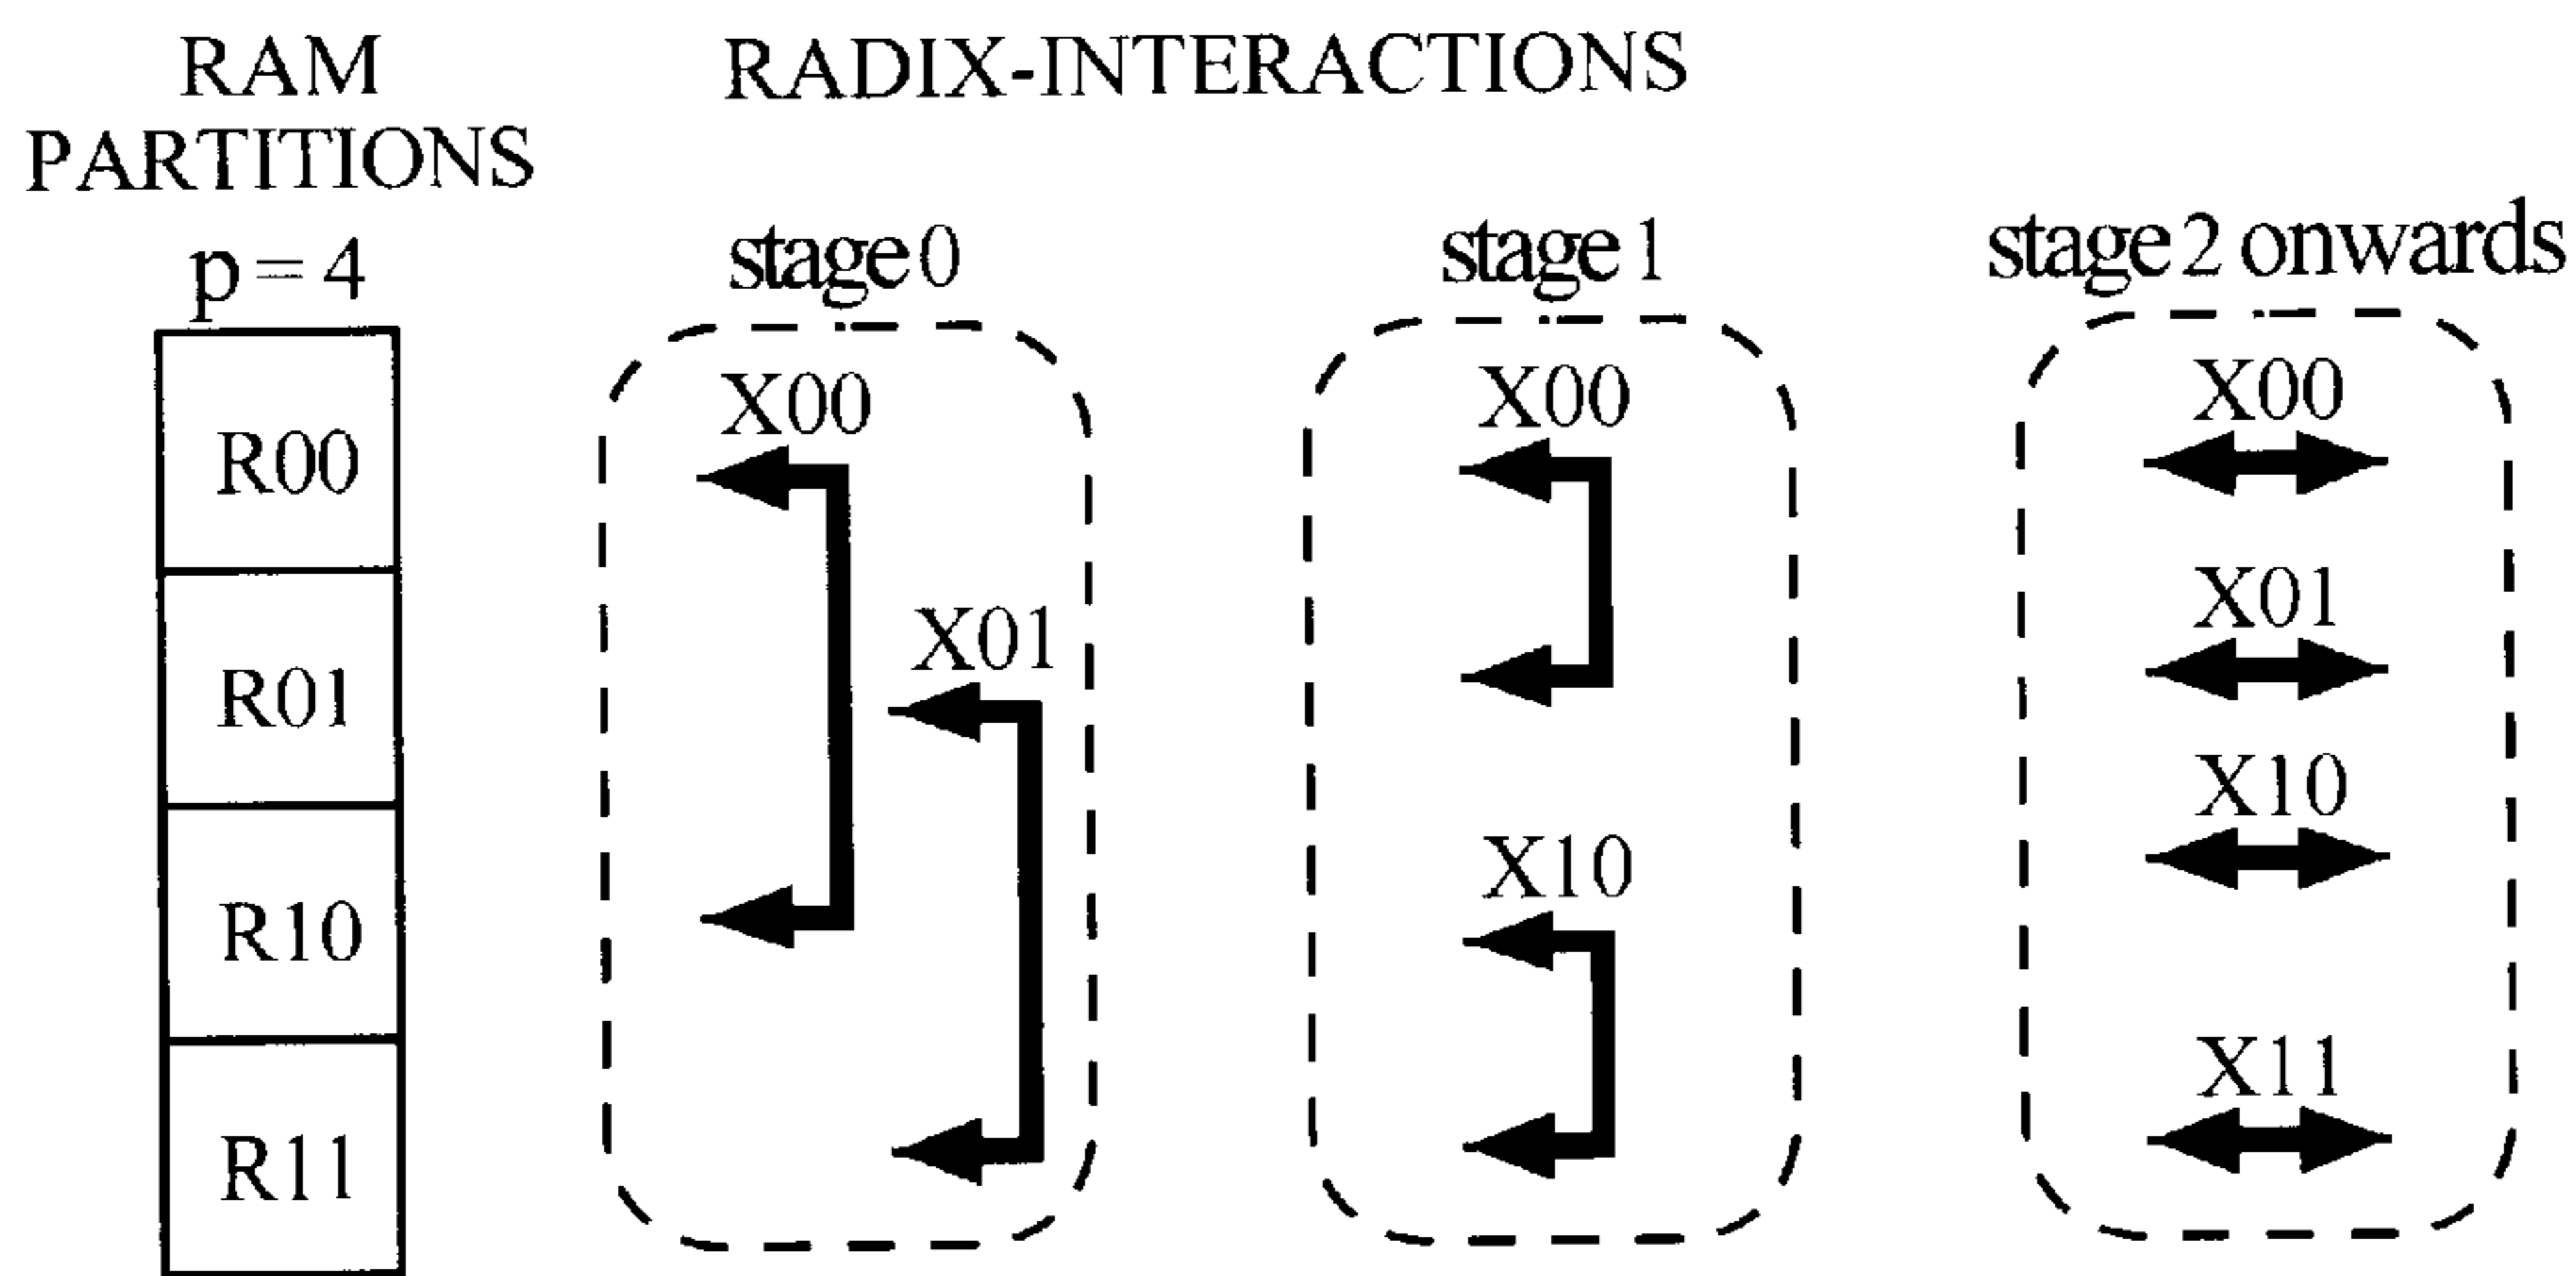 RAM
PARTITIONS
p = 4
R00
R01
R10
R11
RADIX-INTERACTIONS
stage 0
X00
X01
stage 1
X00
X10
stage 2 onwards
X00
X01
X10
X11